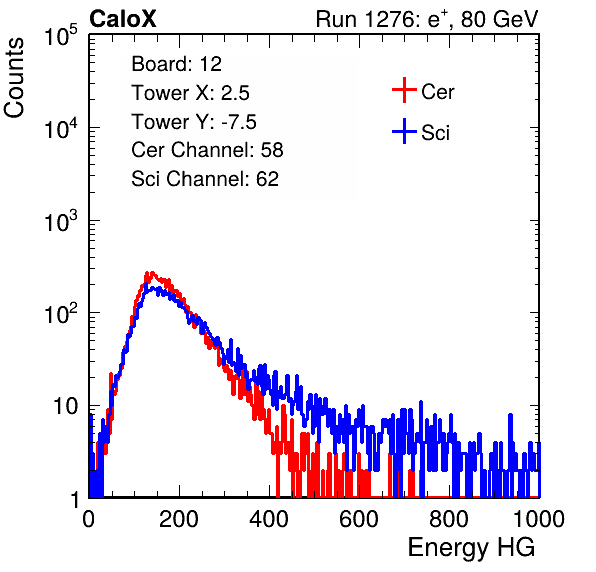 CaloX Run 1276: e⁺, 80 GeV
Counts
10⁵
10⁴
10³
10²
10
1
Board: 12
Tower X: 2.5
Tower Y: -7.5
Cer Channel: 58
Sci Channel: 62
Cer
Sci
0 200 400 600 800 1000
Energy HG